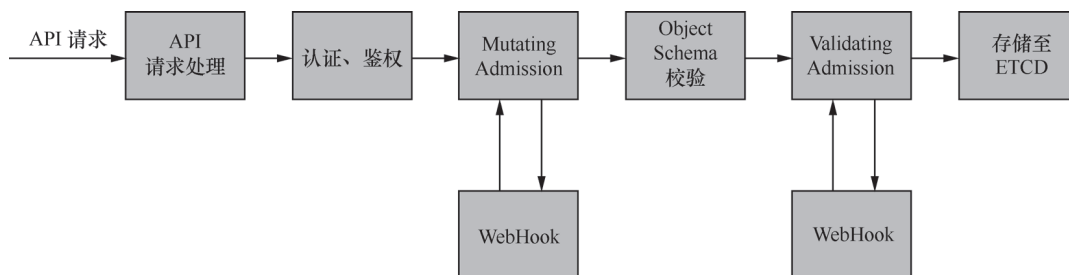 API 请求
API
请求处理
认证、鉴权
Mutating
Admission
Object
Schema
校验
Validating
Admission
存储至
ETCD
WebHook
WebHook